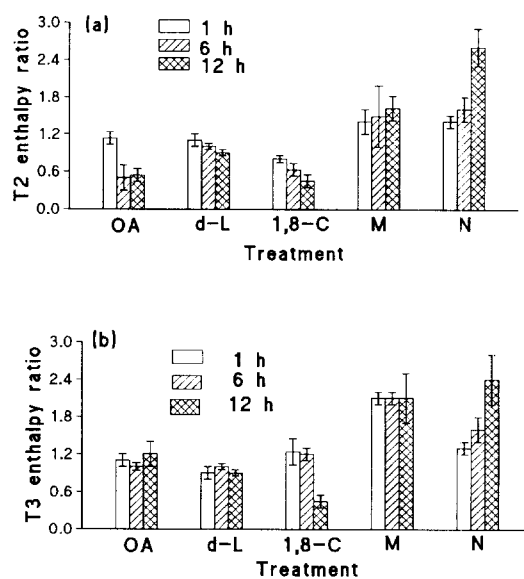 (a)
1 h
6 h
12 h
3.0
2.4
1.8
1.2
0.6
0.0
T2 enthalpy ratio
OA d-L 1,8-C M N
Treatment
(b)
1 h
6 h
12 h
3.0
2.4
1.8
1.2
0.6
0.0
T3 enthalpy ratio
OA d-L 1,8-C M N
Treatment